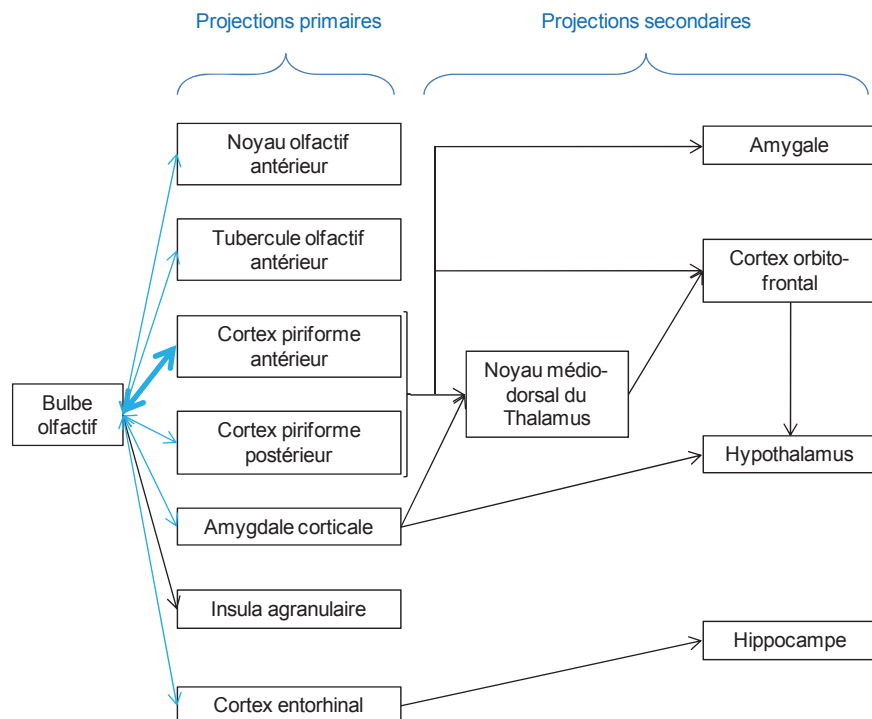 Projections primaires
Projections secondaires
Noyau olfactif
antérieur
Amygale
Tubercule olfactif
antérieur
Cortex orbito-
frontal
Cortex piriforme
antérieur
Noyau médio-
dorsal du
Thalamus
Bulbe
olfactif
Cortex piriforme
postérieur
Hypothalamus
Amygdale corticale
Insula agranulaire
Hippocampe
Cortex entorhinal